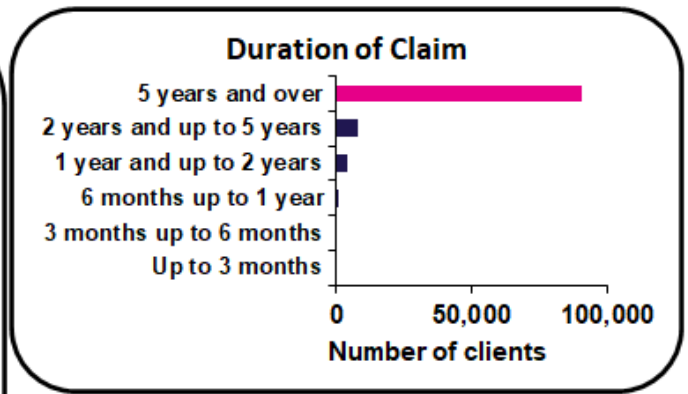 Duration of Claim
5 years and over
2 years and up to 5 years
1 year and up to 2 years
6 months up to 1 year
3 months up to 6 months
Up to 3 months
0 50,000 100,000
Number of clients